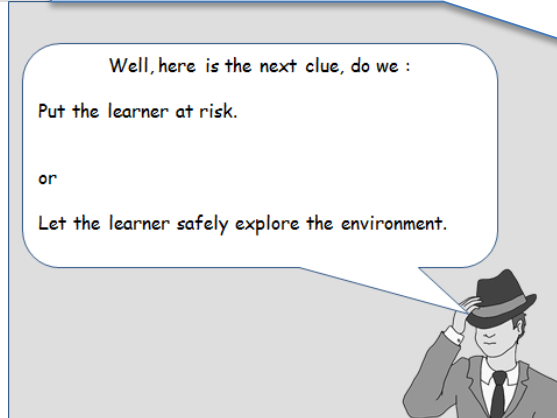 Well, here is the next clue, do we :
Put the learner at risk.
or
Let the learner safely explore the environment.